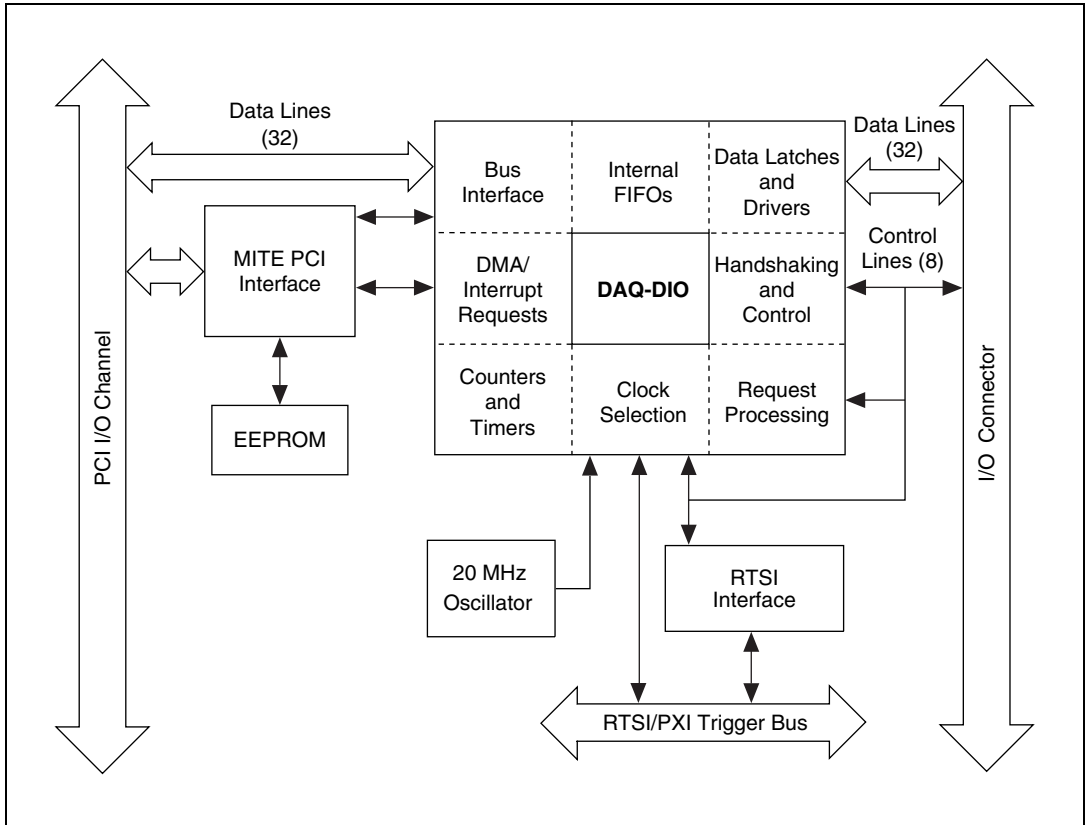 Data Lines
(32)
Bus
Interface
Internal
FIFOs
Data Latches
and
Drivers
Data Lines
(32)
MITE PCI
Interface
DMA/
Interrupt
Requests
DAQ-DIO
Handshaking
and
Control
Control
Lines (8)
Counters
and
Timers
Clock
Selection
Request
Processing
EEPROM
PCI I/O Channel
I/O Connector
20 MHz
Oscillator
RTSI
Interface
RTSI/PXI Trigger Bus